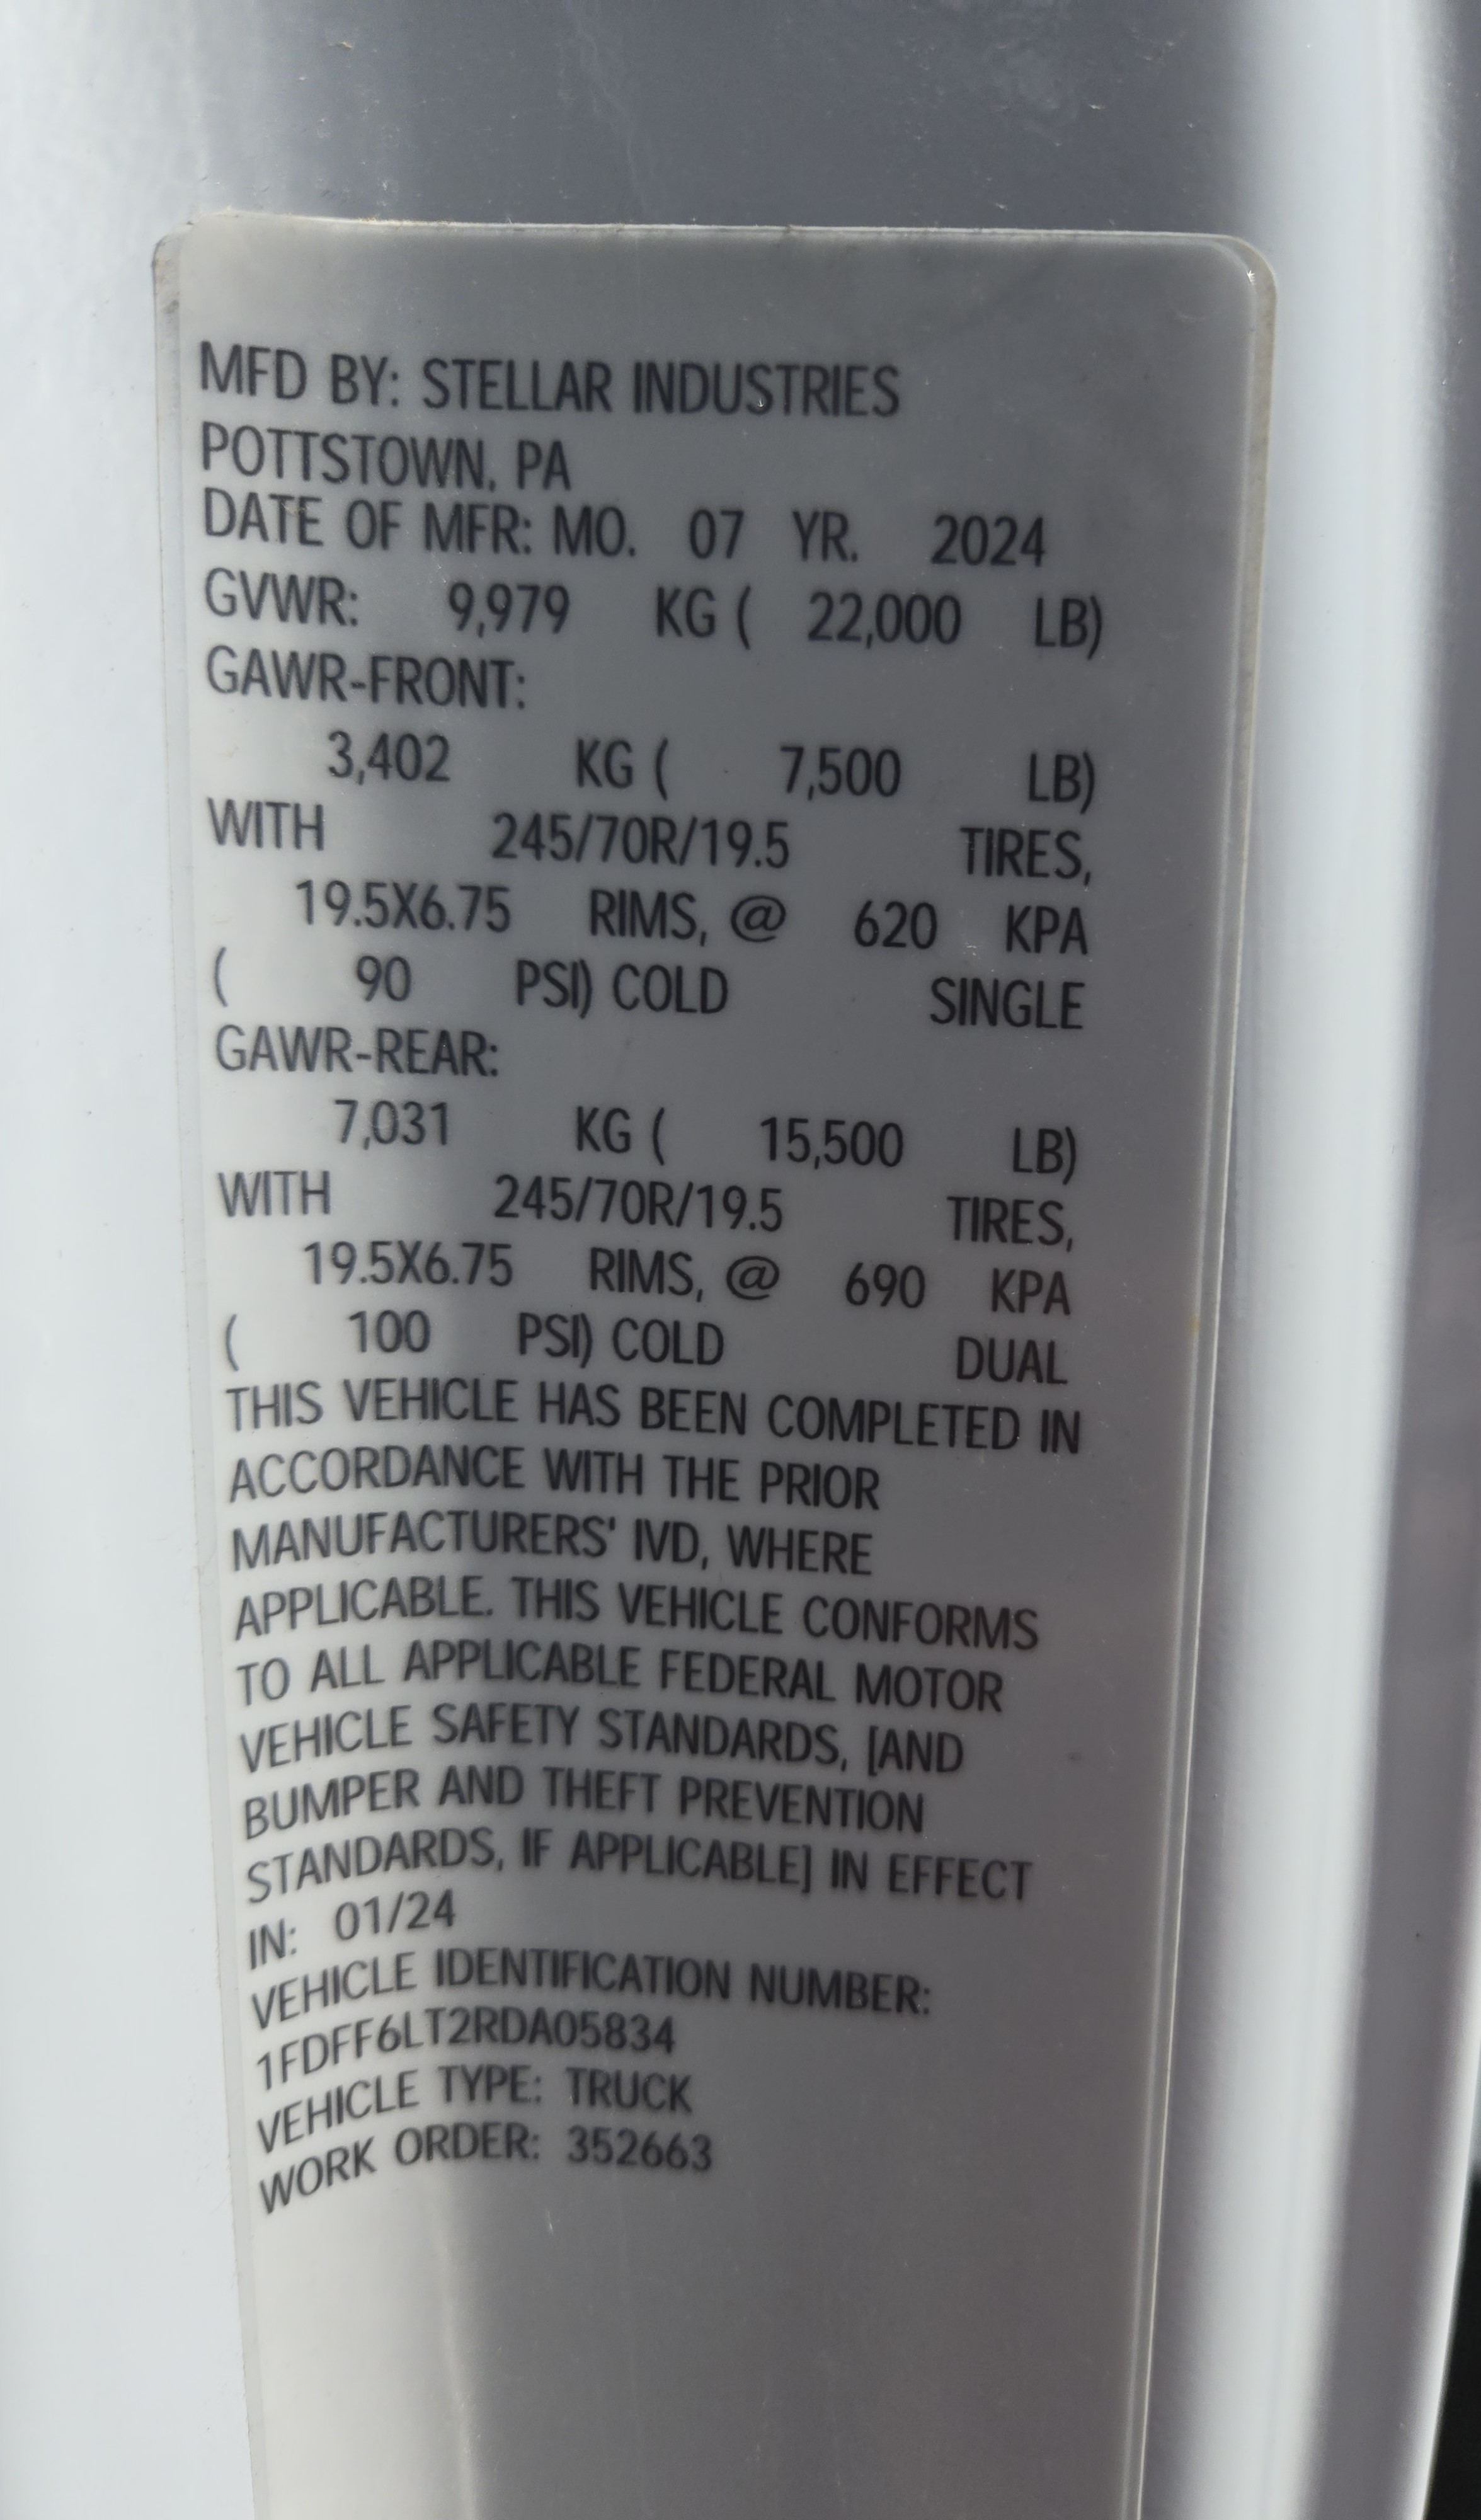 MFD BY: STELLAR INDUSTRIES
POTTSTOWN, PA
DATE OF MFR: MO. 07 YR. 2024
GVWR: 9,979 KG ( 22,000 LB)
GAWR-FRONT:
3,402 KG ( 7,500 LB)
WITH 245/70R/19.5 TIRES,
19.5X6.75 RIMS, @ 620 KPA
( 90 PSI) COLD SINGLE
GAWR-REAR:
7,031 KG ( 15,500 LB)
WITH 245/70R/19.5 TIRES,
19.5X6.75 RIMS, @ 690 KPA
( 100 PSI) COLD DUAL
THIS VEHICLE HAS BEEN COMPLETED IN
ACCORDANCE WITH THE PRIOR
MANUFACTURERS' IVD, WHERE
APPLICABLE. THIS VEHICLE CONFORMS
TO ALL APPLICABLE FEDERAL MOTOR
VEHICLE SAFETY STANDARDS, [AND
BUMPER AND THEFT PREVENTION
STANDARDS, IF APPLICABLE] IN EFFECT
IN: 01/24
VEHICLE IDENTIFICATION NUMBER:
1FDFF6LT2RDA05834
VEHICLE TYPE: TRUCK
WORK ORDER: 352663